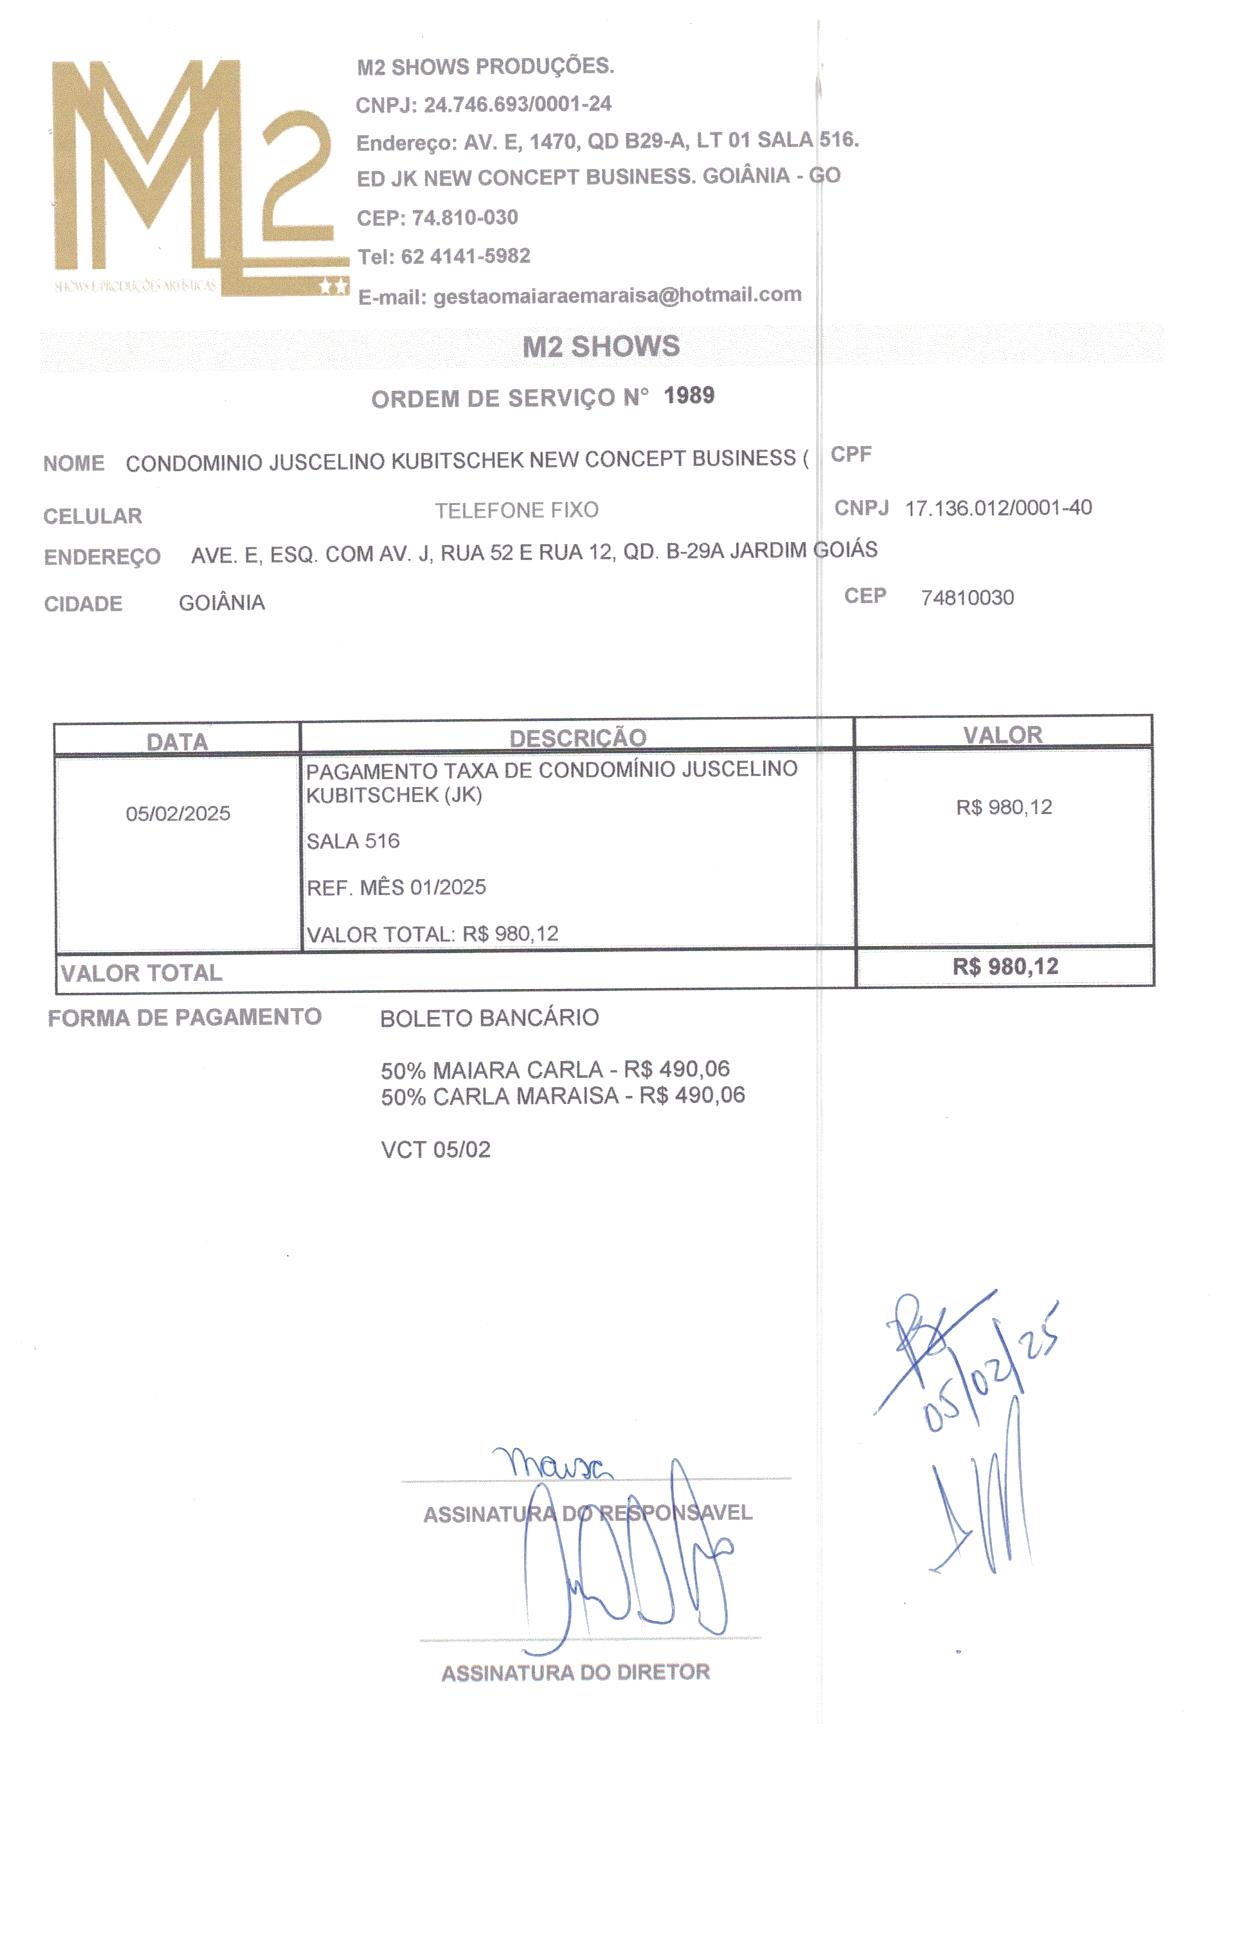 M2
SHOWS E PRODUÇÕES ARTÍSTICAS
M2 SHOWS PRODUÇÕES.
CNPJ: 24.746.693/0001-24
Endereço: AV. E, 1470, QD B29-A, LT 01 SALA 516.
ED JK NEW CONCEPT BUSINESS. GOIÂNIA - GO
CEP: 74.810-030
Tel: 62 4141-5982
E-mail: gestaomaiaraemaraisa@hotmail.com
M2 SHOWS
ORDEM DE SERVIÇO N° 1989
NOME CONDOMINIO JUSCELINO KUBITSCHEK NEW CONCEPT BUSINESS ( CPF
CELULAR TELEFONE FIXO CNPJ 17.136.012/0001-40
ENDEREÇO AVE. E, ESQ. COM AV. J, RUA 52 E RUA 12, QD. B-29A JARDIM GOIÁS
CIDADE GOIÂNIA CEP 74810030
DATA DESCRIÇÃO VALOR
PAGAMENTO TAXA DE CONDOMÍNIO JUSCELINO
KUBITSCHEK (JK)
05/02/2025 R$ 980,12
SALA 516
REF. MÊS 01/2025
VALOR TOTAL: R$ 980,12
VALOR TOTAL R$ 980,12
FORMA DE PAGAMENTO BOLETO BANCÁRIO
50% MAIARA CARLA - R$ 490,06
50% CARLA MARAISA - R$ 490,06
VCT 05/02
05/02/25
ASSINATURA DO RESPONSAVEL
ASSINATURA DO DIRETOR